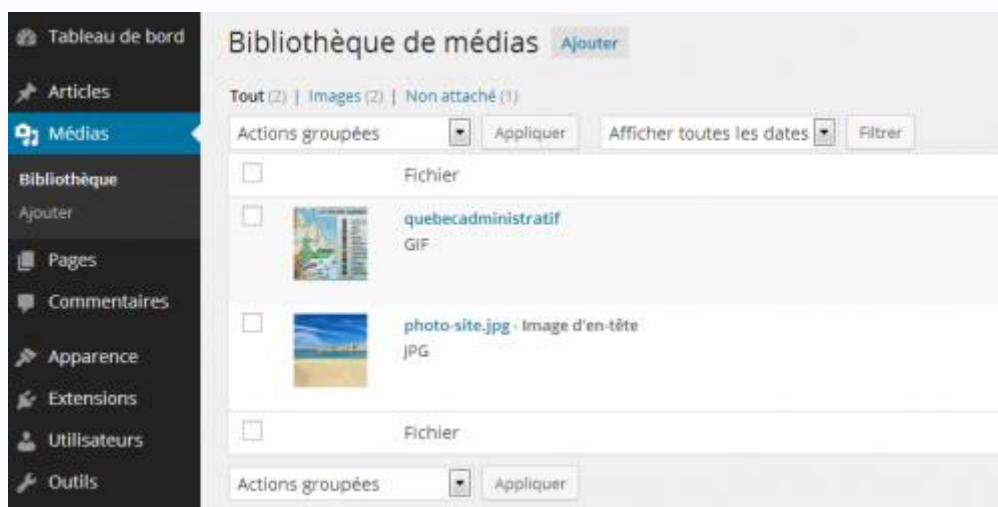 Tableau de bord
Articles
Médias
Bibliothèque
Ajouter
Pages
Commentaires
Apparence
Extensions
Utilisateurs
Outils
Bibliothèque de médias Ajouter
Tout (2) | Images (2) | Non attaché (1)
Actions groupées Appliquer Afficher toutes les dates Filtrer
Fichier
quebecadministratif
GIF
photo-site.jpg - Image d'en-tête
JPG
Fichier
Actions groupées Appliquer